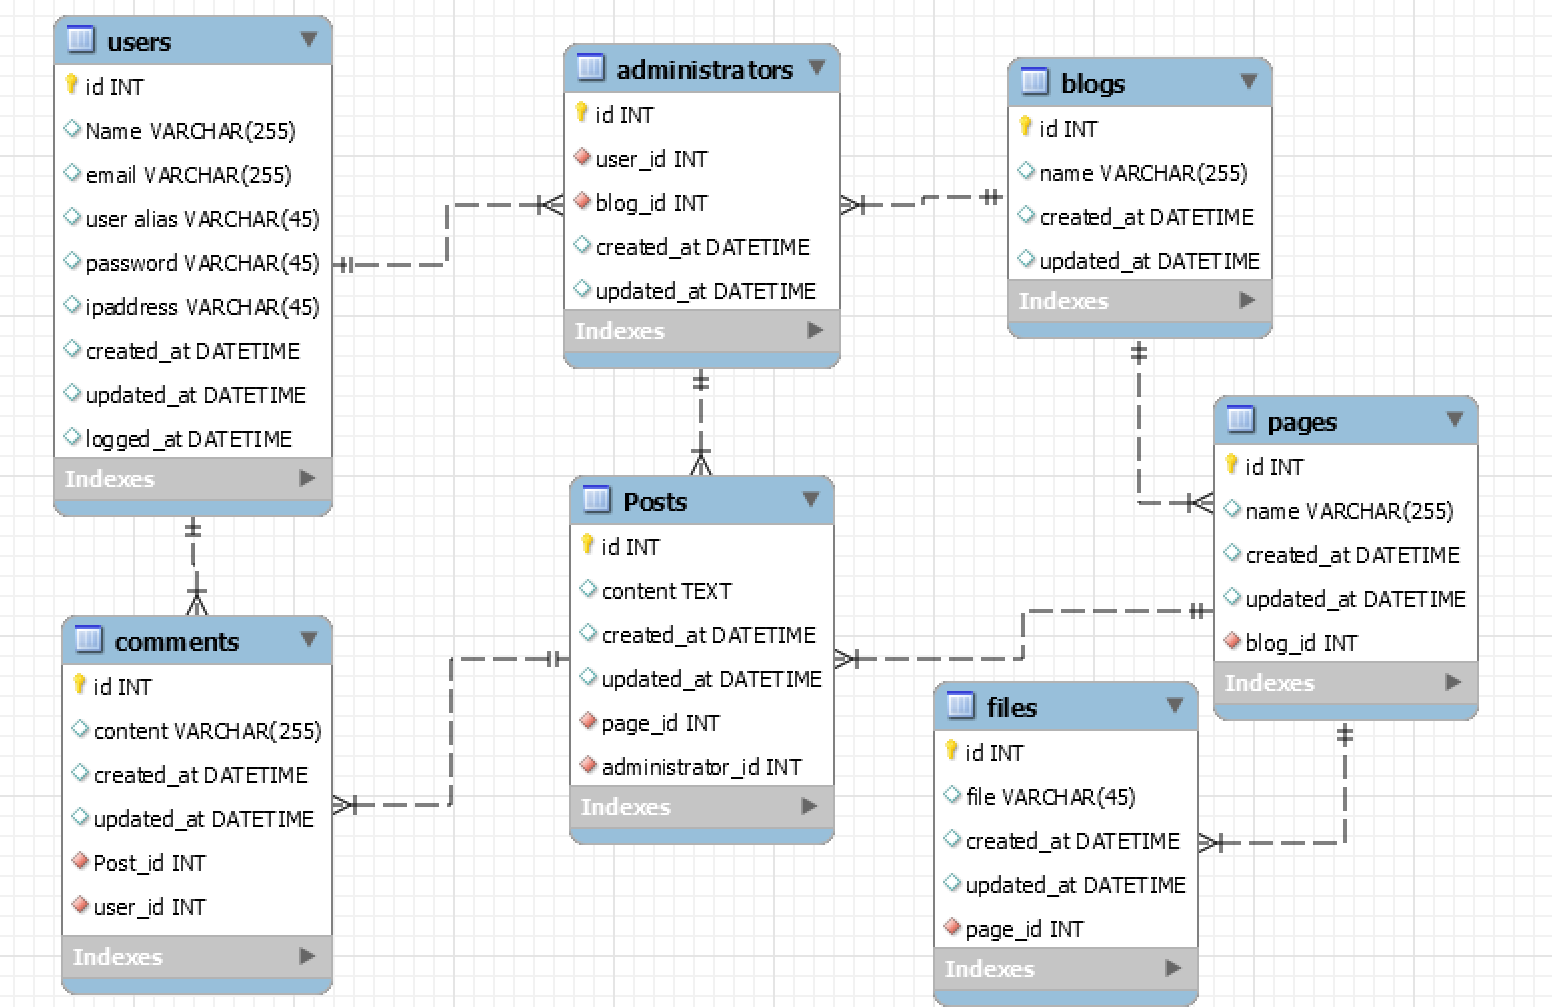 users
id INT
Name VARCHAR(255)
email VARCHAR(255)
user alias VARCHAR(45)
password VARCHAR(45)
ipaddress VARCHAR(45)
created_at DATETIME
updated_at DATETIME
logged_at DATETIME
Indexes
administrators
id INT
user_id INT
blog_id INT
created_at DATETIME
updated_at DATETIME
Indexes
blogs
id INT
name VARCHAR(255)
created_at DATETIME
updated_at DATETIME
Indexes
pages
id INT
name VARCHAR(255)
created_at DATETIME
updated_at DATETIME
blog_id INT
Indexes
Posts
id INT
content TEXT
created_at DATETIME
updated_at DATETIME
page_id INT
administrator_id INT
Indexes
comments
id INT
content VARCHAR(255)
created_at DATETIME
updated_at DATETIME
Post_id INT
user_id INT
Indexes
files
id INT
file VARCHAR(45)
created_at DATETIME
updated_at DATETIME
page_id INT
Indexes